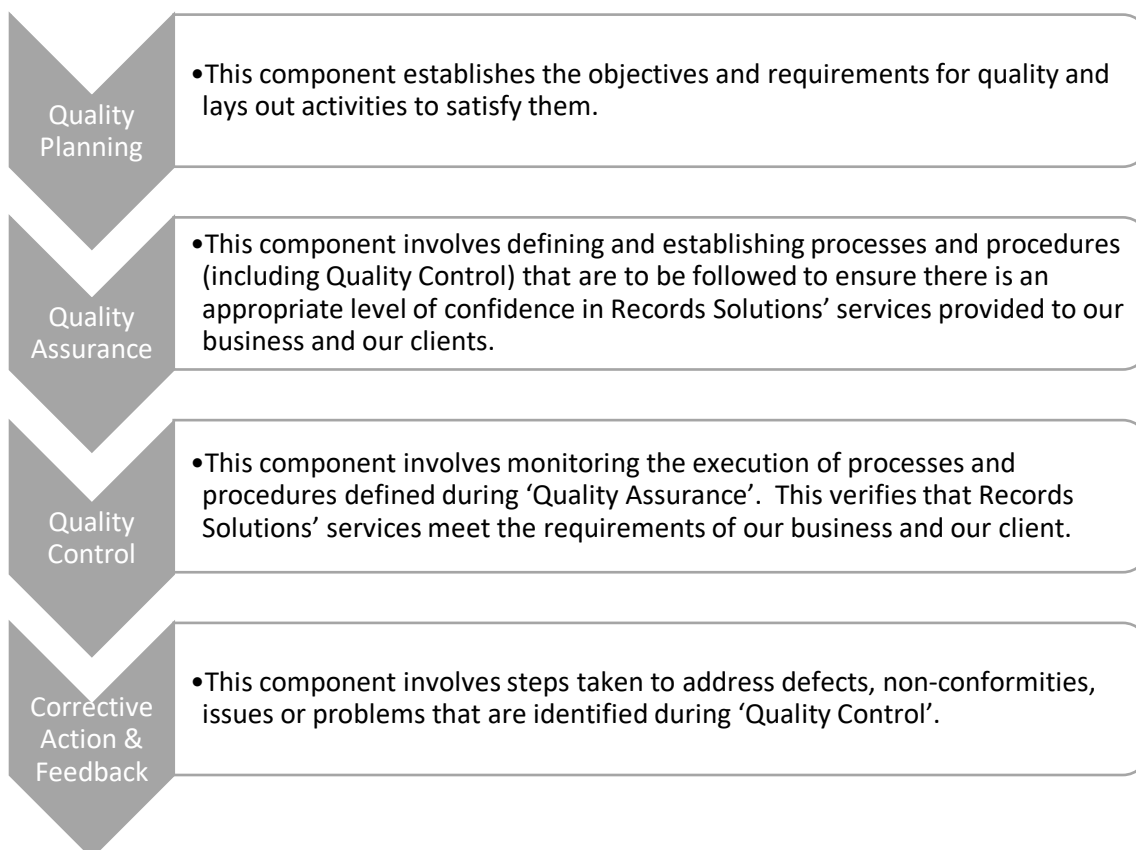 Quality
Planning
•This component establishes the objectives and requirements for quality and
lays out activities to satisfy them.
Quality
Assurance
•This component involves defining and establishing processes and procedures
(including Quality Control) that are to be followed to ensure there is an
appropriate level of confidence in Records Solutions’ services provided to our
business and our clients.
Quality
Control
•This component involves monitoring the execution of processes and
procedures defined during ‘Quality Assurance’.  This verifies that Records
Solutions’ services meet the requirements of our business and our client.
Corrective
Action &
Feedback
•This component involves steps taken to address defects, non-conformities,
issues or problems that are identified during ‘Quality Control’.